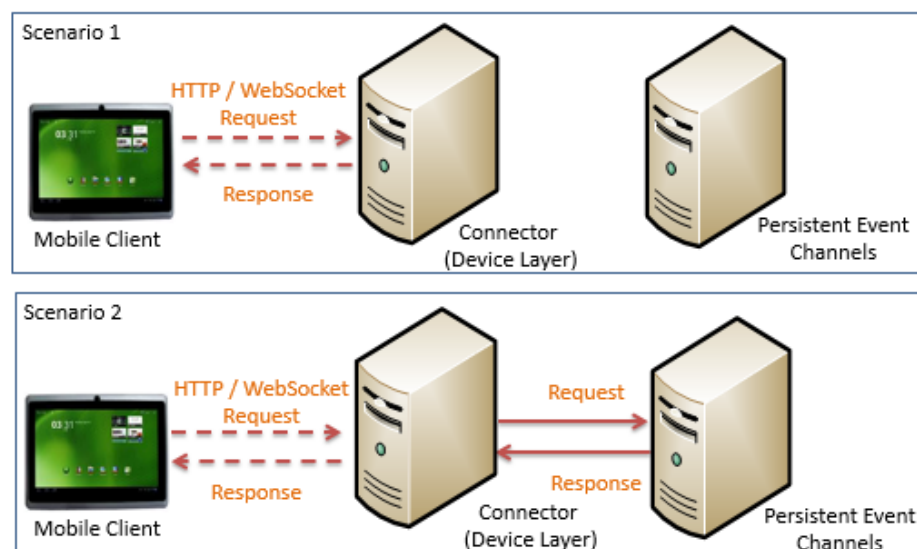 Scenario 1
HTTP / WebSocket
Request
Response
Mobile Client
Connector
(Device Layer)
Persistent Event
Channels
Scenario 2
HTTP / WebSocket
Request
Response
Mobile Client
Request
Response
Connector
(Device Layer)
Persistent Event
Channels